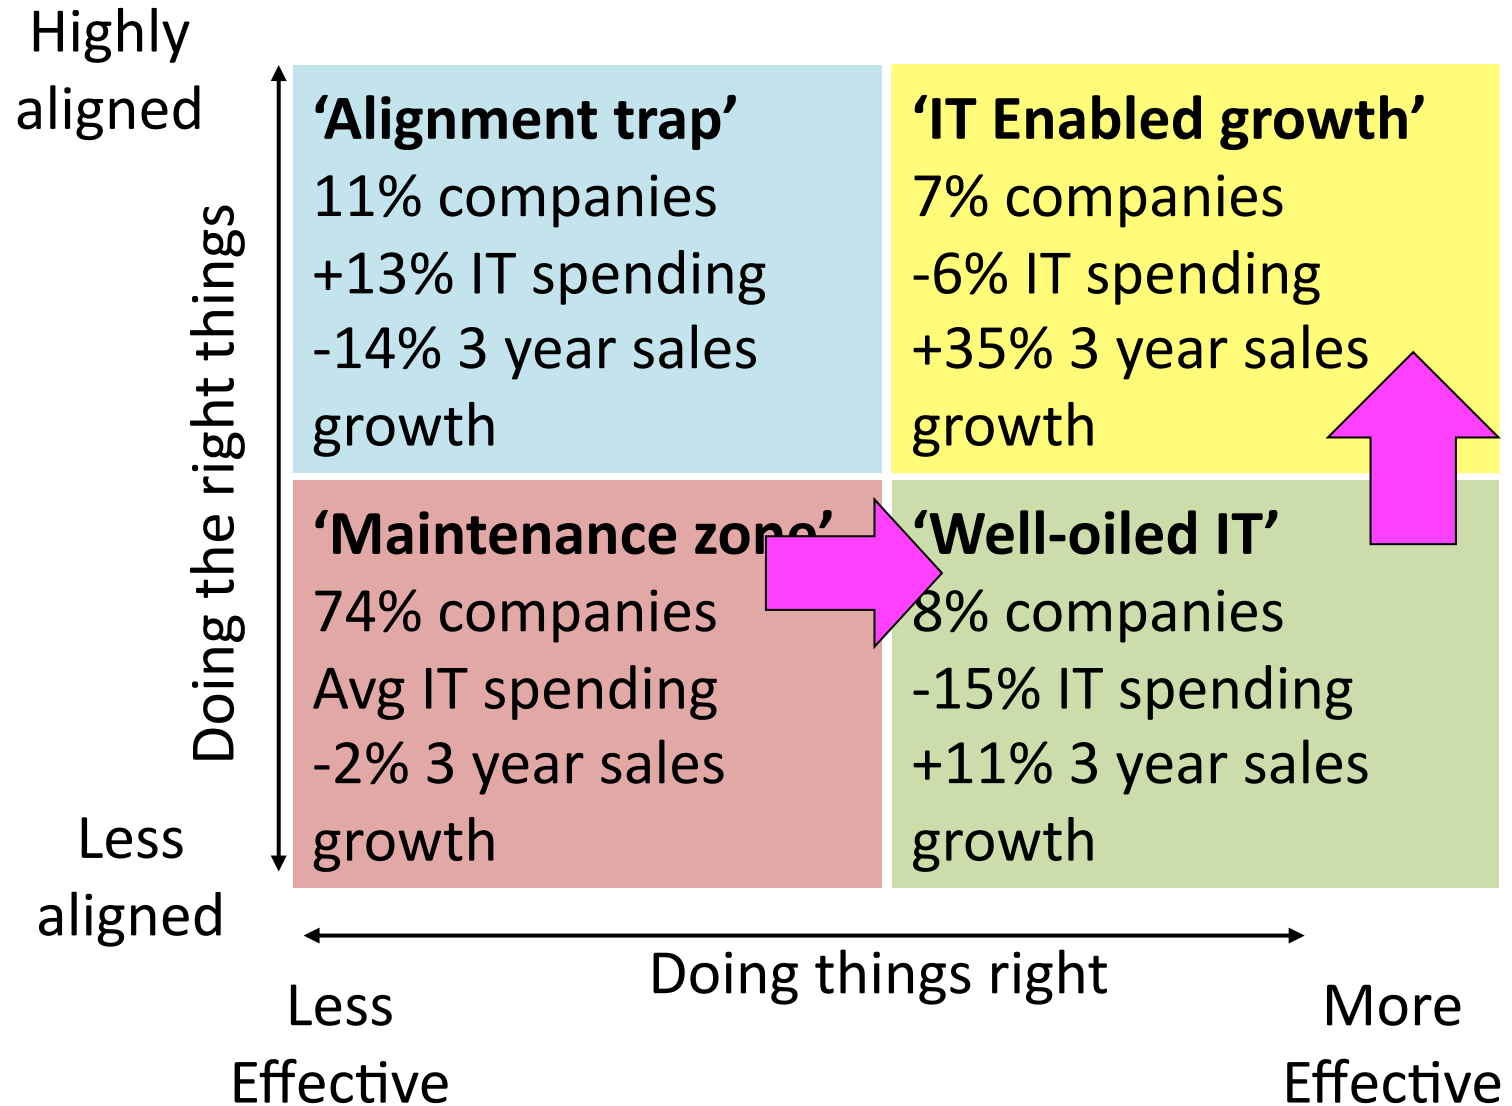 Highly
aligned
‘Alignment trap’
11% companies
+13% IT spending
-14% 3 year sales
growth
‘IT Enabled growth’
7% companies
-6% IT spending
+35% 3 year sales
growth
Doing the right things
‘Maintenance zone’
74% companies
Avg IT spending
-2% 3 year sales
growth
‘Well-oiled IT’
8% companies
-15% IT spending
+11% 3 year sales
growth
Less
aligned
Doing things right
Less
Effective
More
Effective